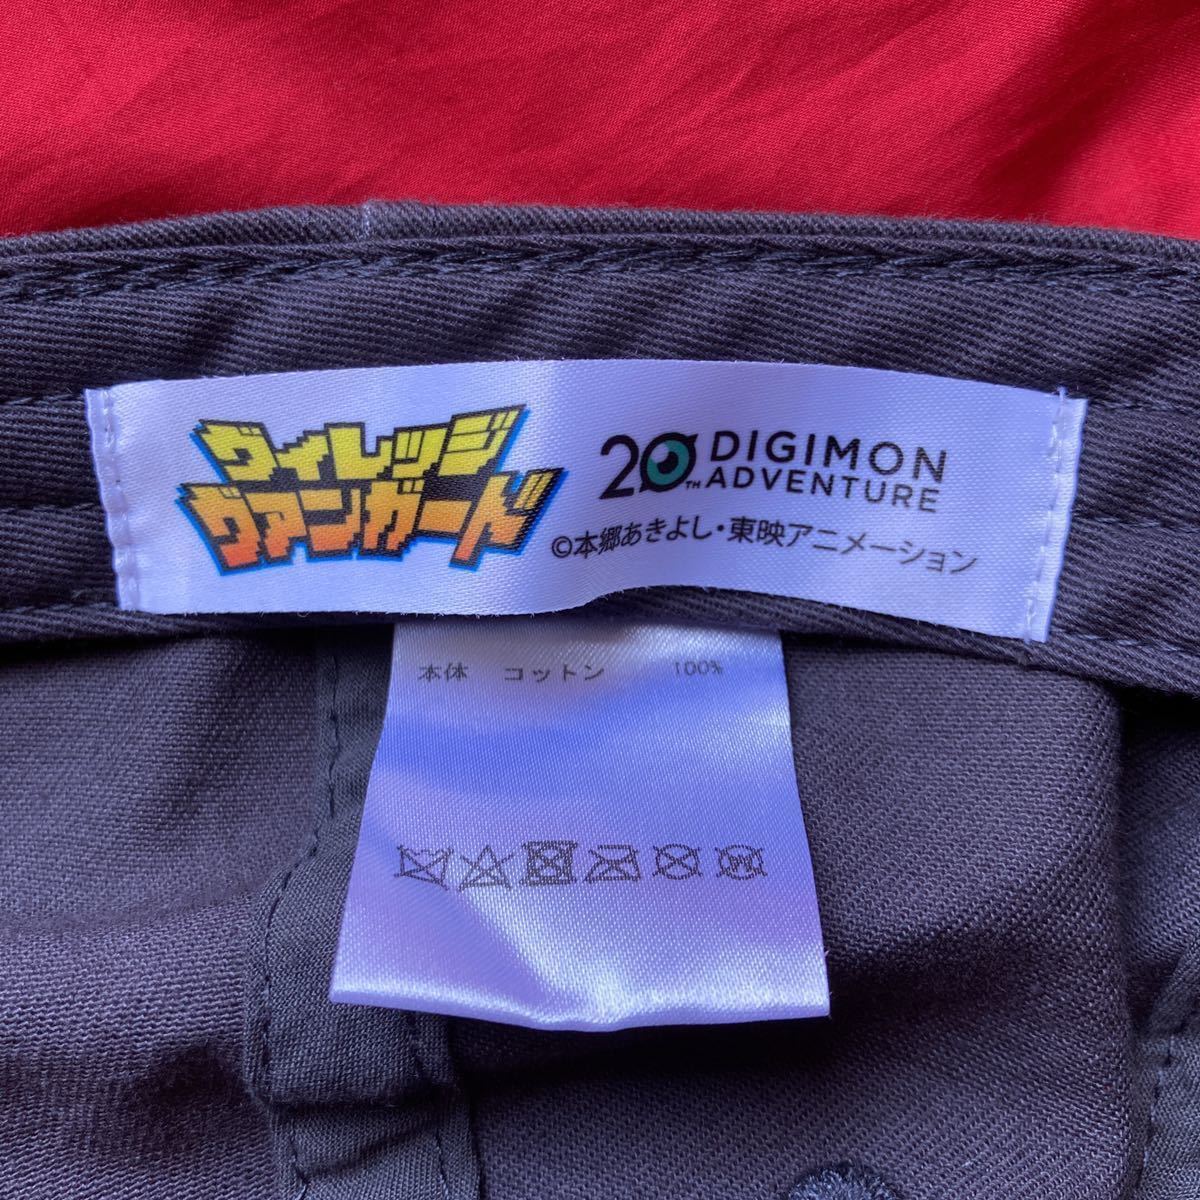 ヴィレッジ
ヴァンガード
20TH DIGIMON
ADVENTURE
©本郷あきよし・東映アニメーション
本体 コットン 100%
W